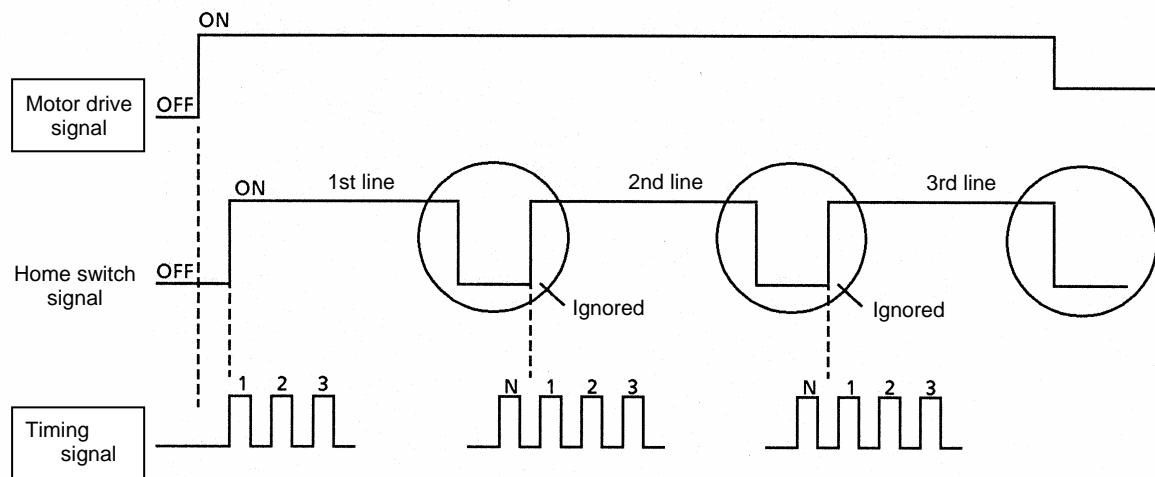 ON
Motor drive
signal
OFF
ON
1st line
2nd line
3rd line
Home switch
signal
OFF
Ignored
Ignored
1 2 3
N 1 2 3
N 1 2 3
Timing
signal